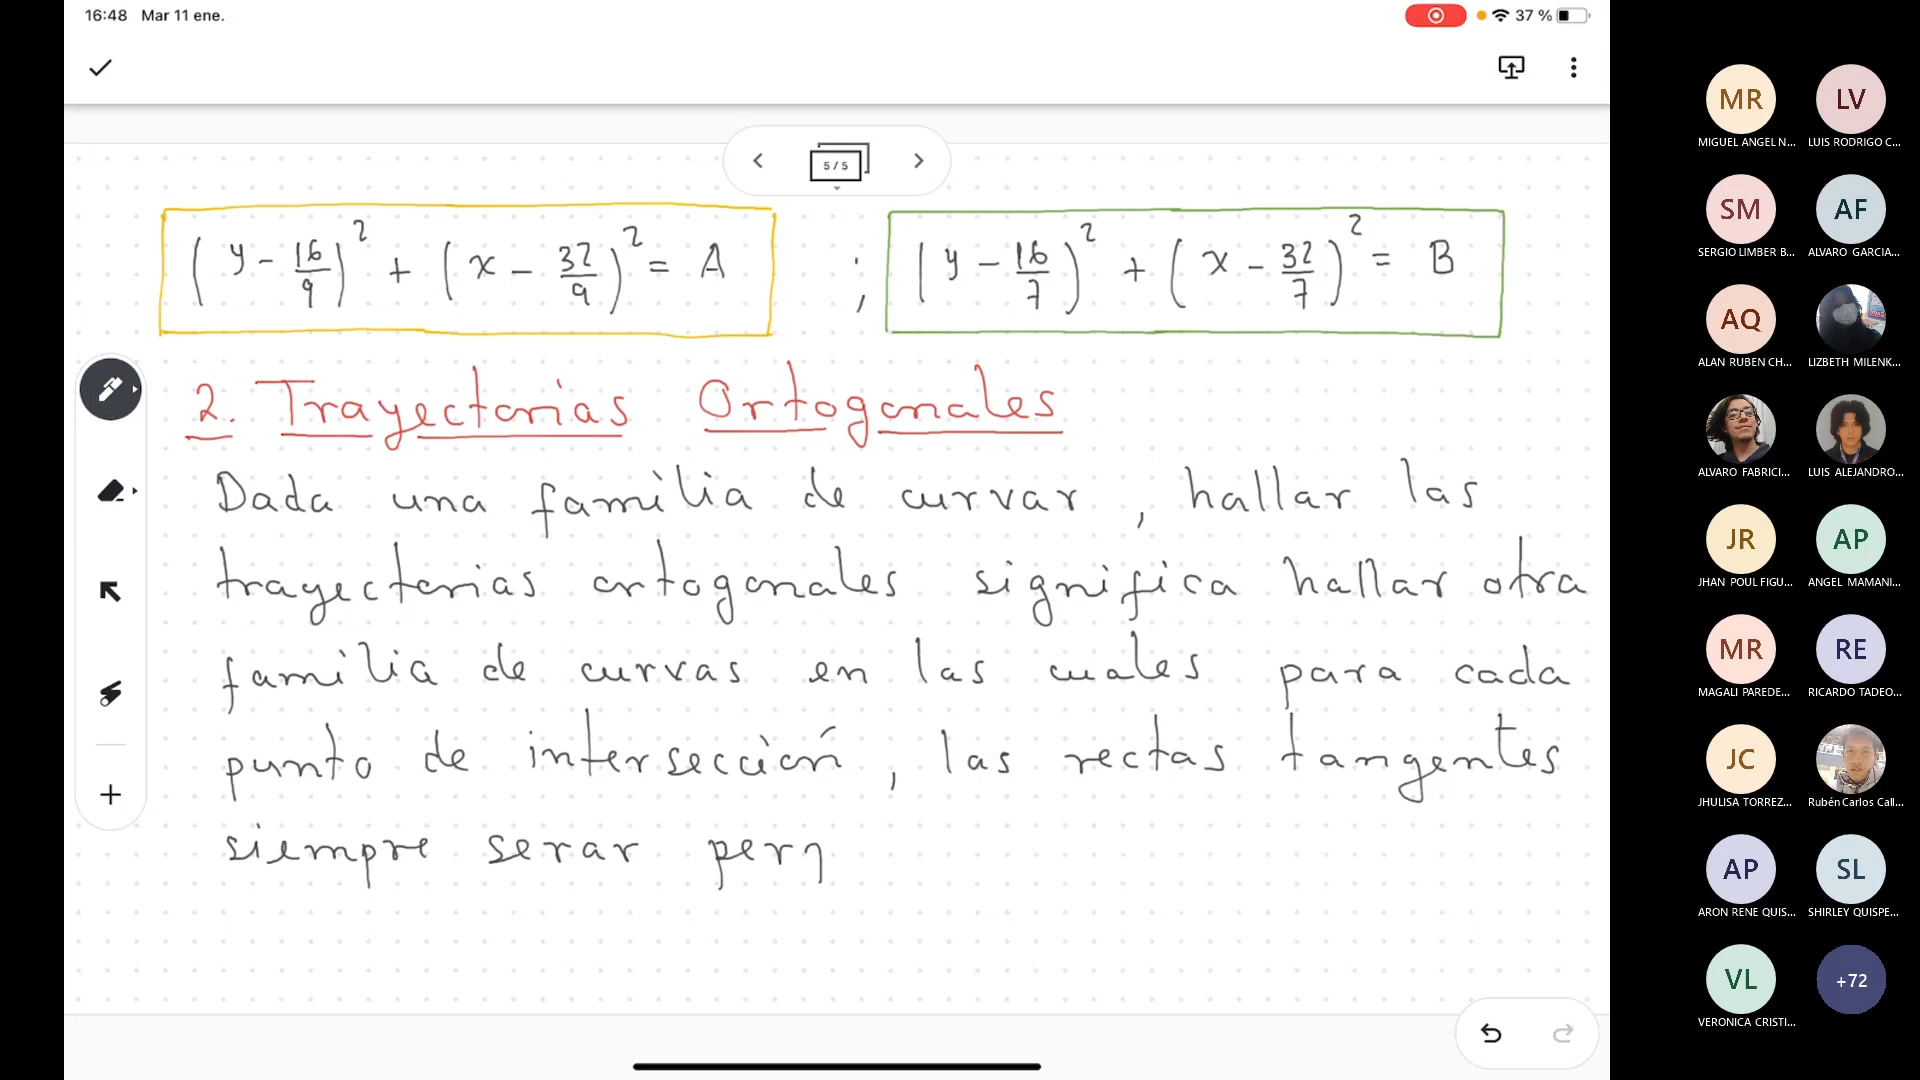 16:48 Mar 11 ene.
37 %
5 / 5
(y - 16/9)² + (x - 32/9)² = A ; (y - 16/7)² + (x - 32/7)² = B
2. Trayectorias Ortogonales
Dada una familia de curvar, hallar las
trayectorias ortogonales significa hallar otra
familia de curvas en las cuales para cada
punto de intersección, las rectas tangentes
siempre serar perp
MR LV
MIGUEL ANGEL N... LUIS RODRIGO C...
SM AF
SERGIO LIMBER B... ALVARO GARCIA...
AQ
ALAN RUBEN CH... LIZBETH MILENK...
ALVARO FABRICI... LUIS ALEJANDRO...
JR AP
JHAN POUL FIGU... ANGEL MAMANI...
MR RE
MAGALI PAREDE... RICARDO TADEO...
JC
JHULISA TORREZ... Rubén Carlos Call...
AP SL
ARON RENE QUIS... SHIRLEY QUISPE...
VL +72
VERONICA CRISTI...